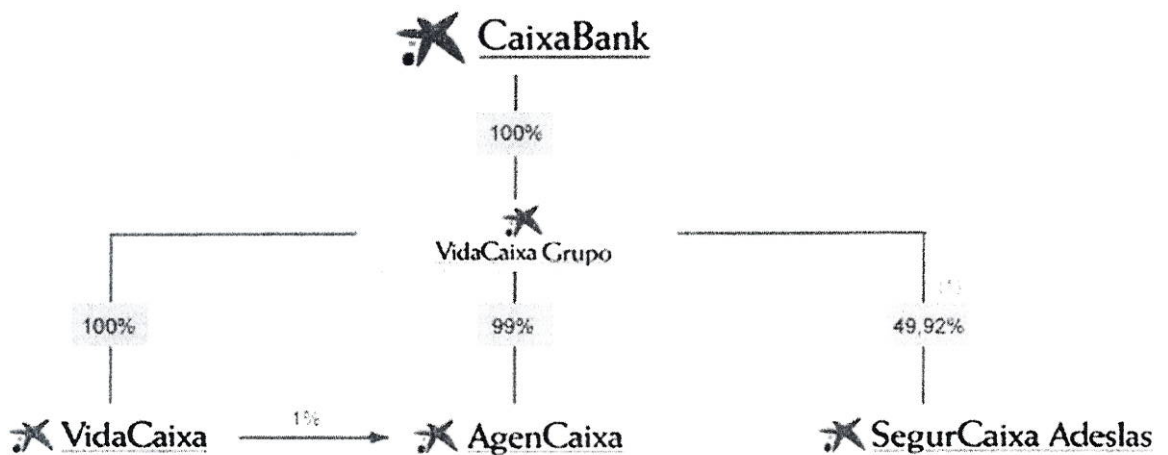 CaixaBank
100%
VidaCaixa Grupo
(*)
100%
99%
49,92%
1%
VidaCaixa
AgenCaixa
SegurCaixa Adeslas